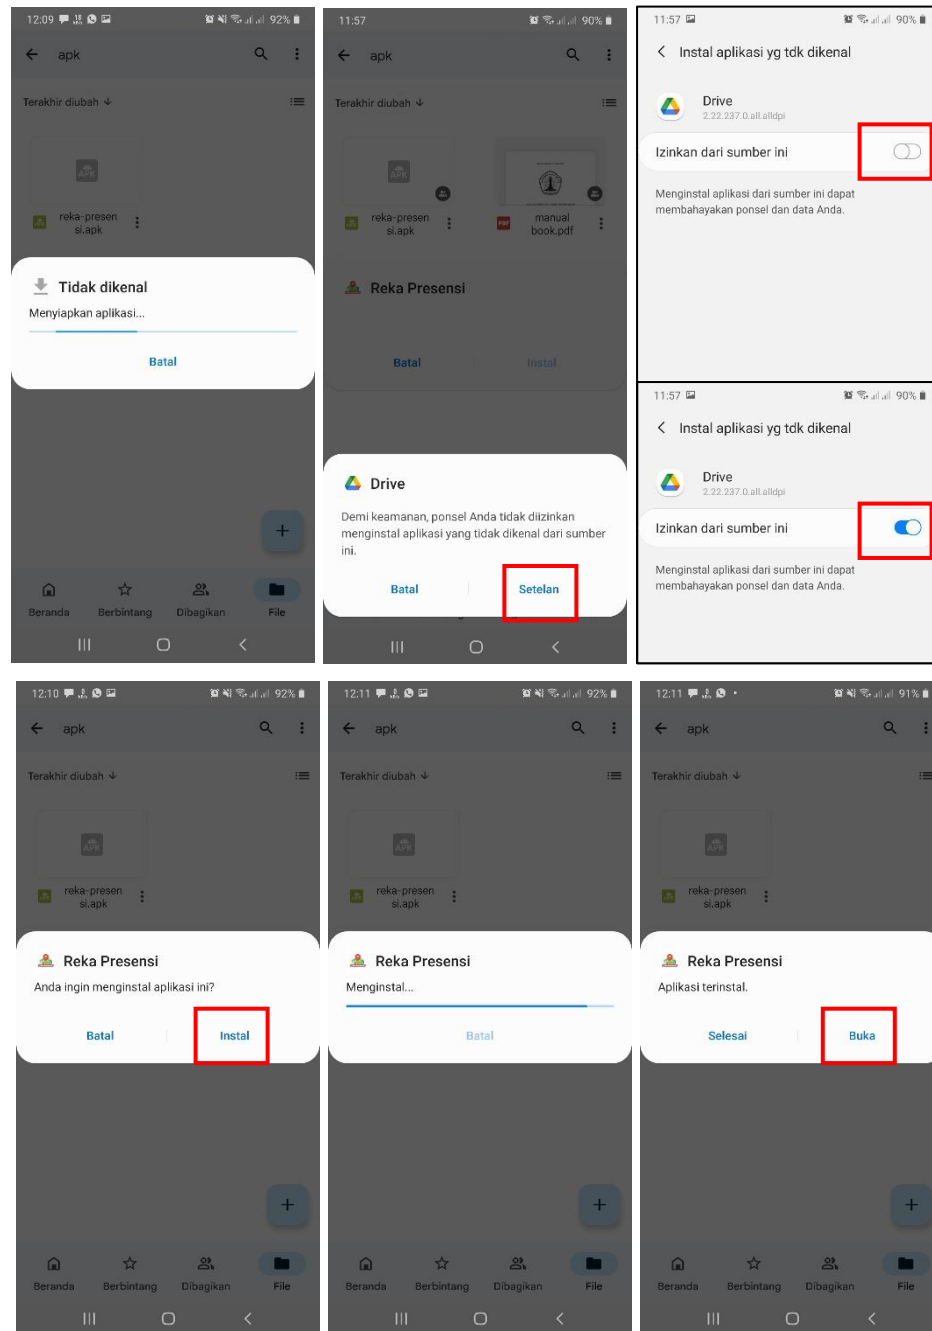 12:09 92%
apk
Terakhir diubah
APK
reka-presen
si.apk
Tidak dikenal
Menyiapkan aplikasi...
Batal
Beranda Berbintang Dibagikan File
11:57 90%
apk
Terakhir diubah
APK
reka-presen
si.apk
PDF
manual
book.pdf
Reka Presensi
Batal Instal
Drive
Demi keamanan, ponsel Anda tidak diizinkan
menginstal aplikasi yang tidak dikenal dari sumber
ini.
Batal Setelan
11:57 90%
Instal aplikasi yg tdk dikenal
Drive
2.22.237.0.all.alldpi
Izinkan dari sumber ini
Menginstal aplikasi dari sumber ini dapat
membahayakan ponsel dan data Anda.
11:57 90%
Instal aplikasi yg tdk dikenal
Drive
2.22.237.0.all.alldpi
Izinkan dari sumber ini
Menginstal aplikasi dari sumber ini dapat
membahayakan ponsel dan data Anda.
12:10 92%
apk
Terakhir diubah
APK
reka-presen
si.apk
Reka Presensi
Anda ingin menginstal aplikasi ini?
Batal Instal
Beranda Berbintang Dibagikan File
12:11 92%
apk
Terakhir diubah
APK
reka-presen
si.apk
Reka Presensi
Menginstal...
Batal
Beranda Berbintang Dibagikan File
12:11 91%
apk
Terakhir diubah
APK
reka-presen
si.apk
Reka Presensi
Aplikasi terinstal.
Selesai Buka
Beranda Berbintang Dibagikan File